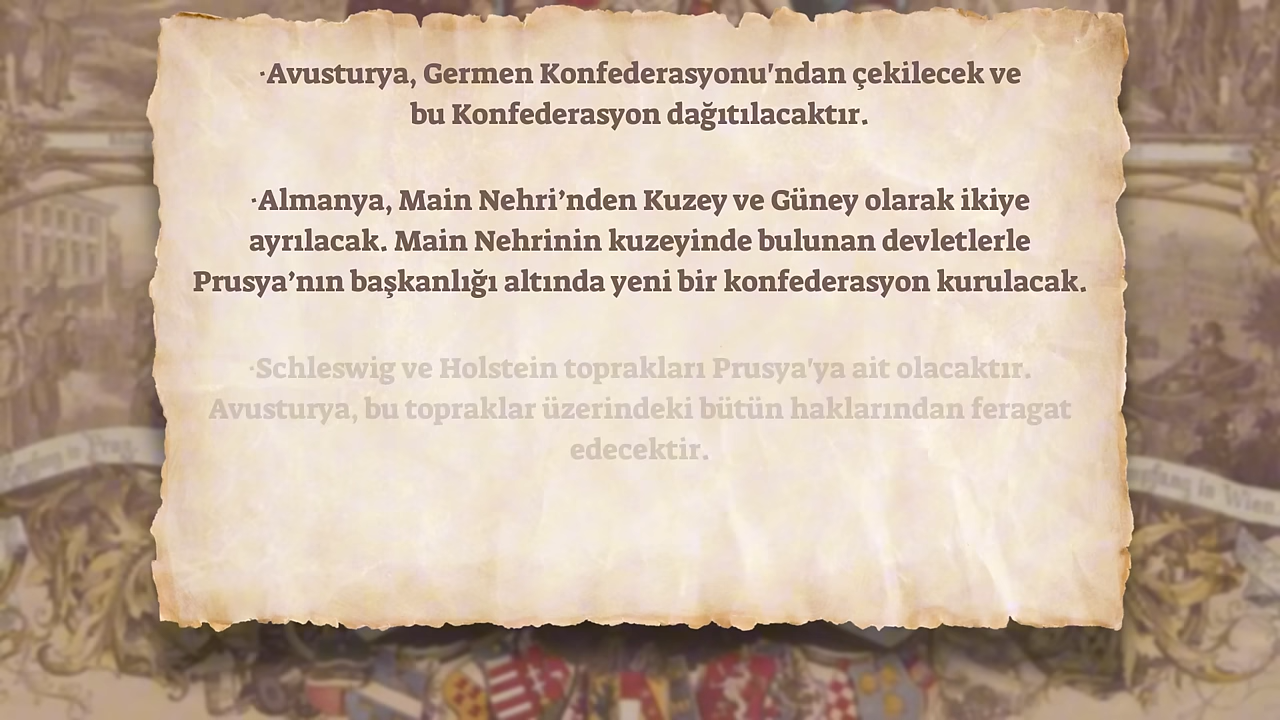 ·Avusturya, Germen Konfederasyonu'ndan çekilecek ve
bu Konfederasyon dağıtılacaktır.
·Almanya, Main Nehri’nden Kuzey ve Güney olarak ikiye
ayrılacak. Main Nehrinin kuzeyinde bulunan devletlerle
Prusya’nın başkanlığı altında yeni bir konfederasyon kurulacak.
·Schleswig ve Holstein toprakları Prusya'ya ait olacaktır.
Avusturya, bu topraklar üzerindeki bütün haklarından feragat
edecektir.
in Wien